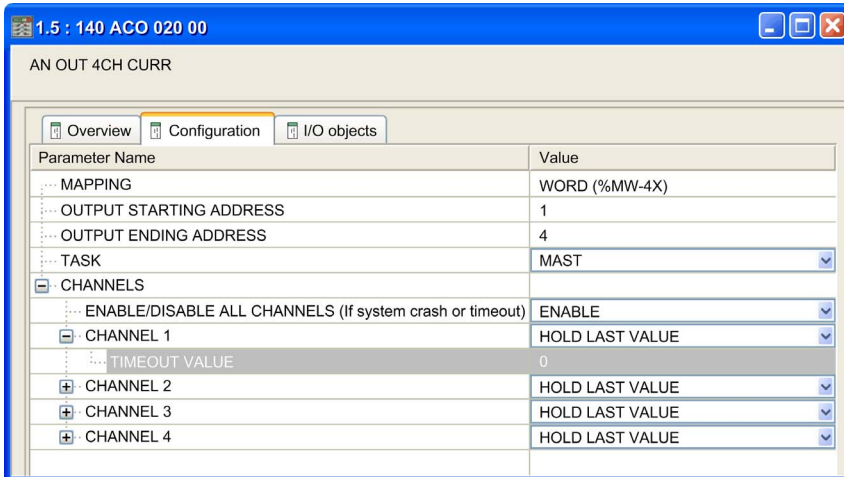 1.5 : 140 ACO 020 00
AN OUT 4CH CURR
Overview Configuration I/O objects
Parameter Name Value
MAPPING WORD (%MW-4X)
OUTPUT STARTING ADDRESS 1
OUTPUT ENDING ADDRESS 4
TASK MAST
CHANNELS
ENABLE/DISABLE ALL CHANNELS (If system crash or timeout) ENABLE
CHANNEL 1 HOLD LAST VALUE
TIMEOUT VALUE 0
CHANNEL 2 HOLD LAST VALUE
CHANNEL 3 HOLD LAST VALUE
CHANNEL 4 HOLD LAST VALUE